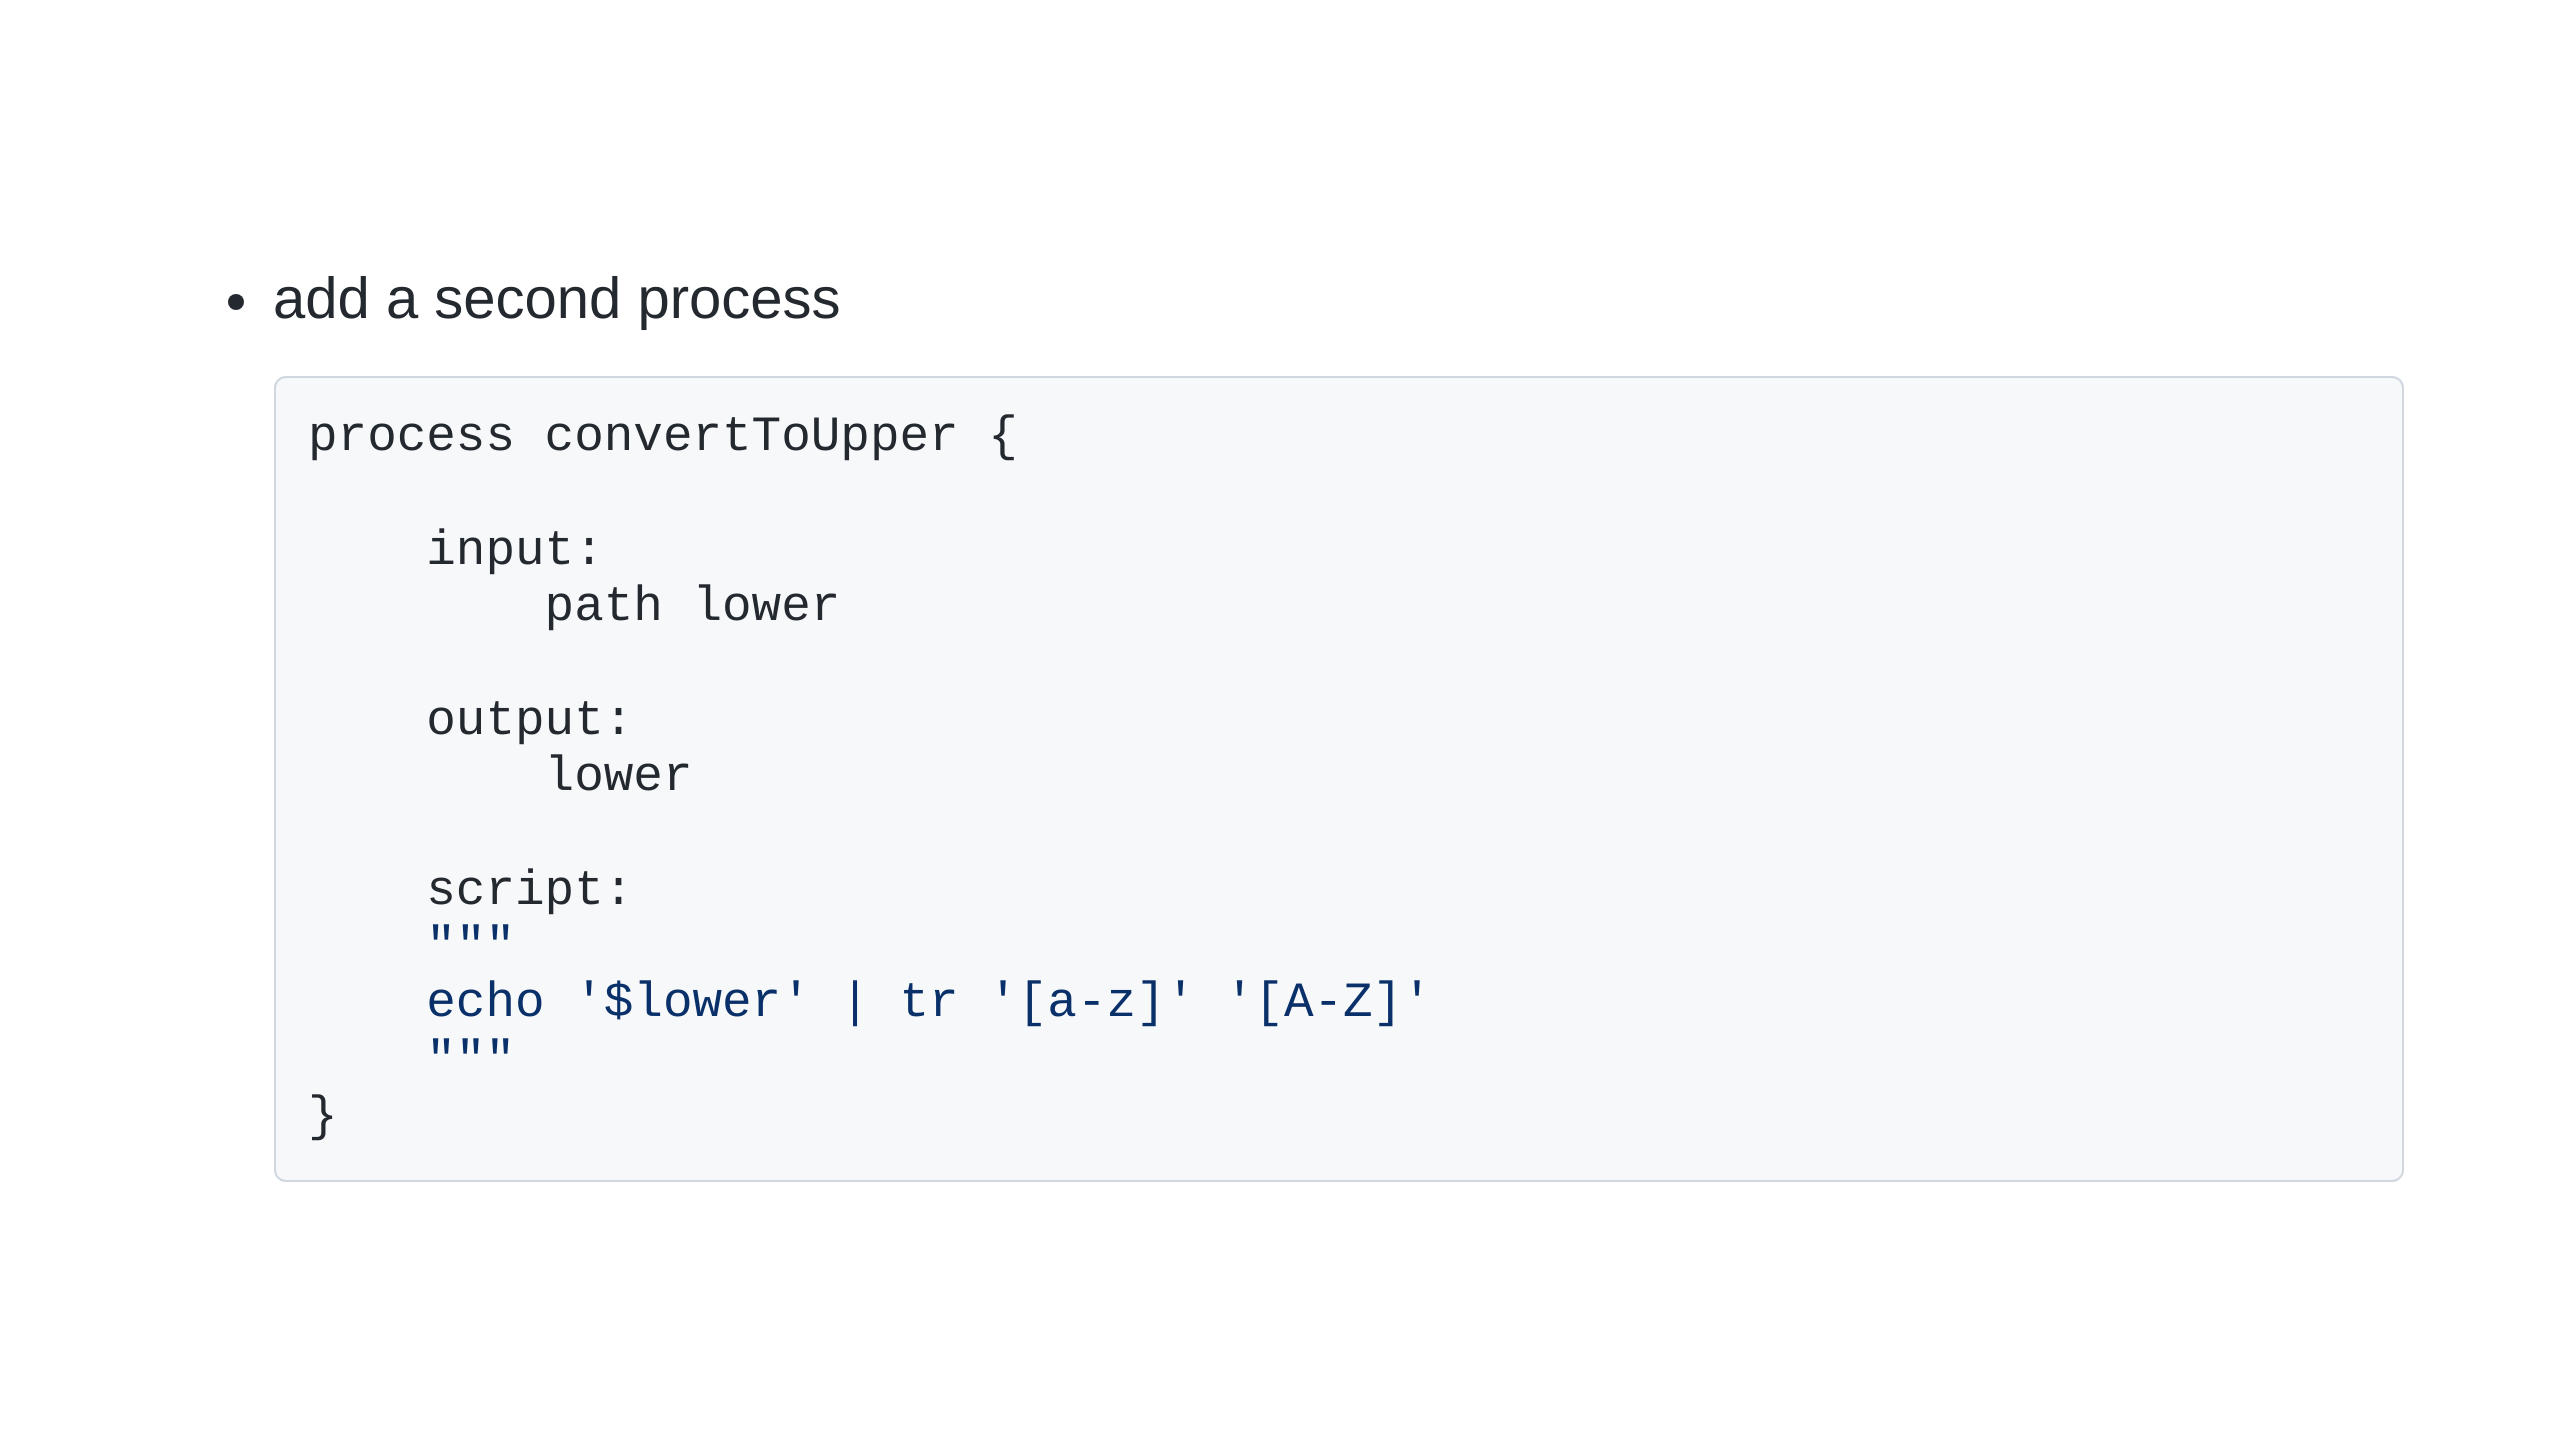 • add a second process
process convertToUpper {
    input:
        path lower
    output:
        lower
    script:
    """
    echo '$lower' | tr '[a-z]' '[A-Z]'
    """
}